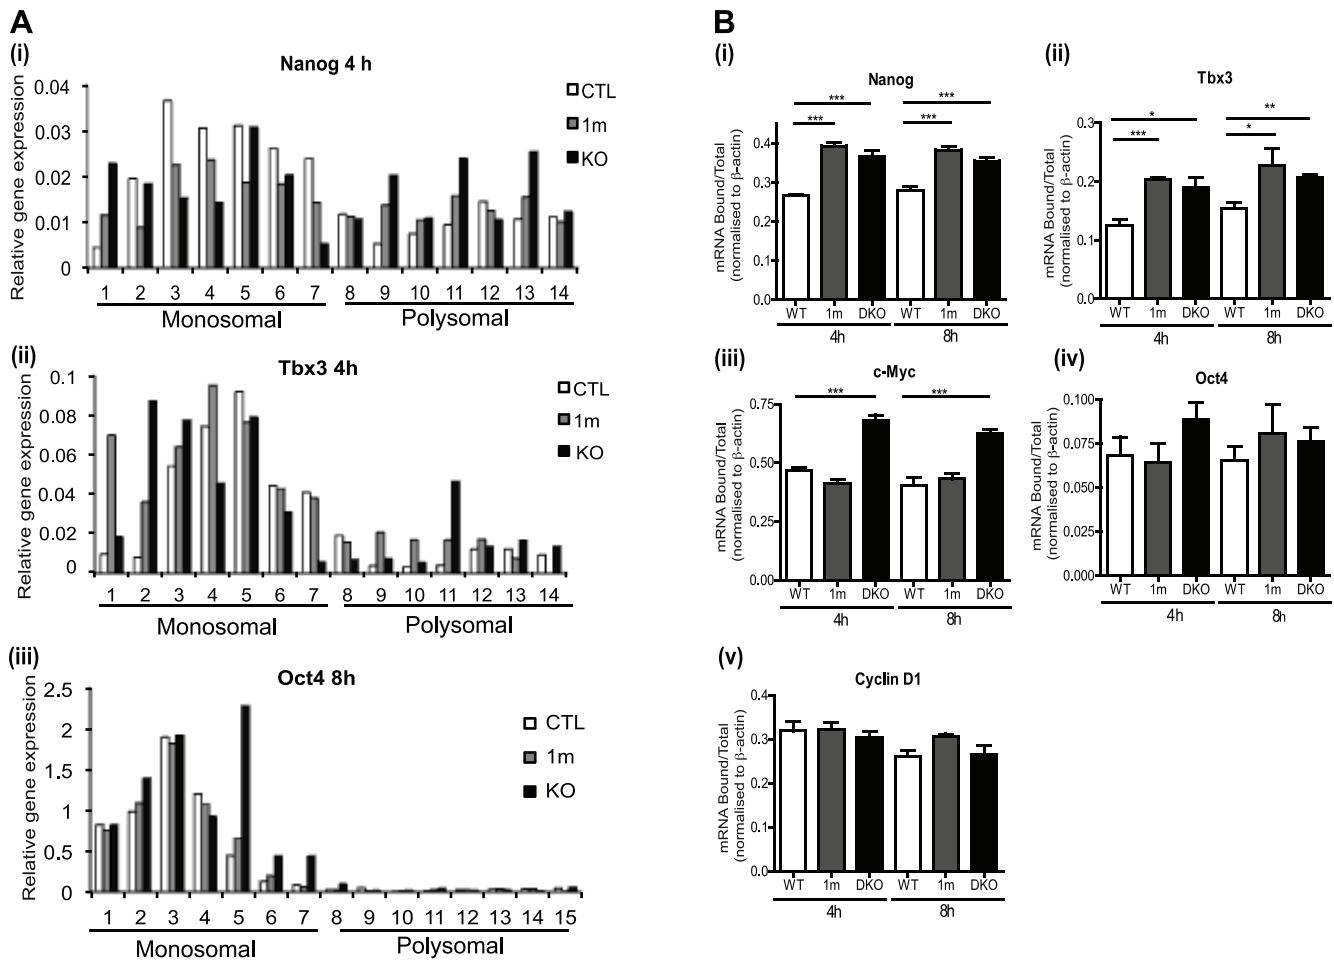 A
(i)
Nanog 4 h
Relative gene expression
0.04
0.03
0.02
0.01
0
CTL
1m
KO
1 2 3 4 5 6 7 8 9 10 11 12 13 14
Monosomal Polysomal
(ii)
Tbx3 4h
Relative gene expression
0.1
0.08
0.06
0.04
0.02
0
CTL
1m
KO
1 2 3 4 5 6 7 8 9 10 11 12 13 14
Monosomal Polysomal
(iii)
Oct4 8h
Relative gene expression
2.5
2
1.5
1
0.5
0
CTL
1m
KO
1 2 3 4 5 6 7 8 9 10 11 12 13 14 15
Monosomal Polysomal
B
(i)
Nanog
mRNA Bound/Total
(normalised to β-actin)
0.4
0.3
0.2
0.1
0.0
*** ***
*** ***
WT 1m DKO WT 1m DKO
4h 8h
(ii)
Tbx3
mRNA Bound/Total
(normalised to β-actin)
0.3
0.2
0.1
0.0
* **
*** *
WT 1m DKO WT 1m DKO
4h 8h
(iii)
c-Myc
mRNA Bound/Total
(normalised to β-actin)
0.75
0.50
0.25
0.00
*** ***
WT 1m DKO WT 1m DKO
4h 8h
(iv)
Oct4
mRNA Bound/Total
(normalised to β-actin)
0.100
0.075
0.050
0.025
0.000
WT 1m DKO WT 1m DKO
4h 8h
(v)
Cyclin D1
mRNA Bound/Total
(normalised to β-actin)
0.4
0.3
0.2
0.1
0.0
WT 1m DKO WT 1m DKO
4h 8h